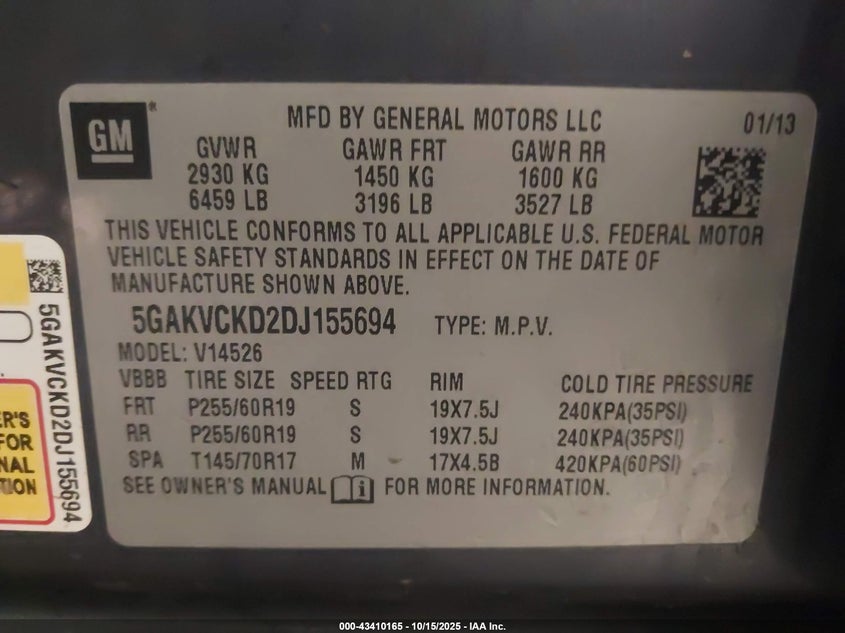 GM
MFD BY GENERAL MOTORS LLC 01/13
GVWR GAWR FRT GAWR RR
2930 KG 1450 KG 1600 KG
6459 LB 3196 LB 3527 LB
THIS VEHICLE CONFORMS TO ALL APPLICABLE U.S. FEDERAL MOTOR
VEHICLE SAFETY STANDARDS IN EFFECT ON THE DATE OF
MANUFACTURE SHOWN ABOVE.
5GAKVCKD2DJ155694 TYPE: M.P.V.
MODEL: V14526
VBBB TIRE SIZE SPEED RTG RIM COLD TIRE PRESSURE
FRT P255/60R19 S 19X7.5J 240KPA(35PSI)
RR P255/60R19 S 19X7.5J 240KPA(35PSI)
SPA T145/70R17 M 17X4.5B 420KPA(60PSI)
SEE OWNER'S MANUAL i FOR MORE INFORMATION.
5GAKVCKD2DJ155694
ER'S
FOR
NAL
TION
000-43410165 - 10/15/2025 - IAA Inc.